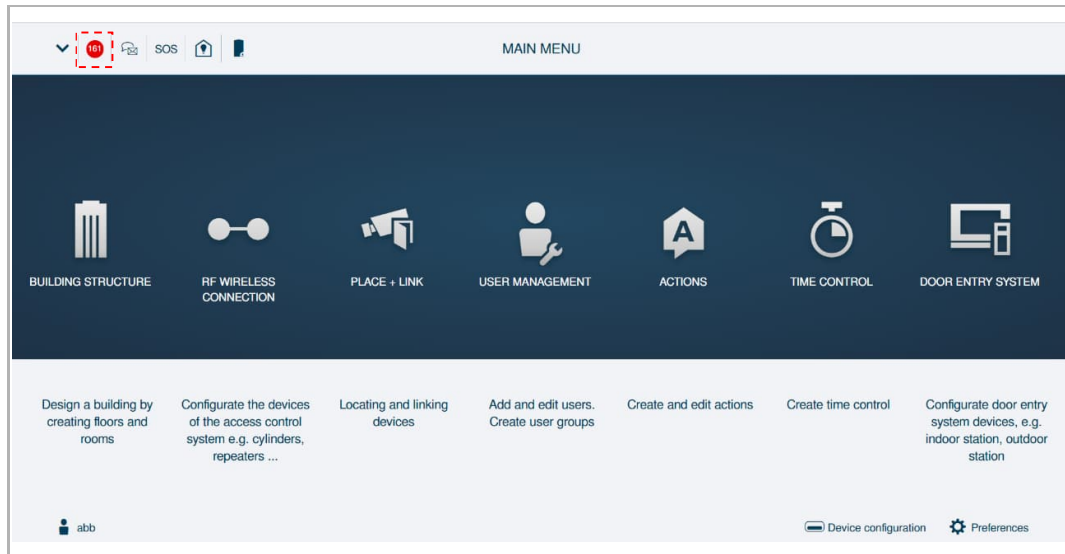 161
SOS
MAIN MENU
A
BUILDING STRUCTURE
RF WIRELESS
CONNECTION
PLACE + LINK
USER MANAGEMENT
ACTIONS
TIME CONTROL
DOOR ENTRY SYSTEM
Design a building by
creating floors and
rooms
Configurate the devices
of the access control
system e.g. cylinders,
repeaters ...
Locating and linking
devices
Add and edit users.
Create user groups
Create and edit actions
Create time control
Configurate door entry
system devices, e.g.
indoor station, outdoor
station
abb
Device configuration
Preferences